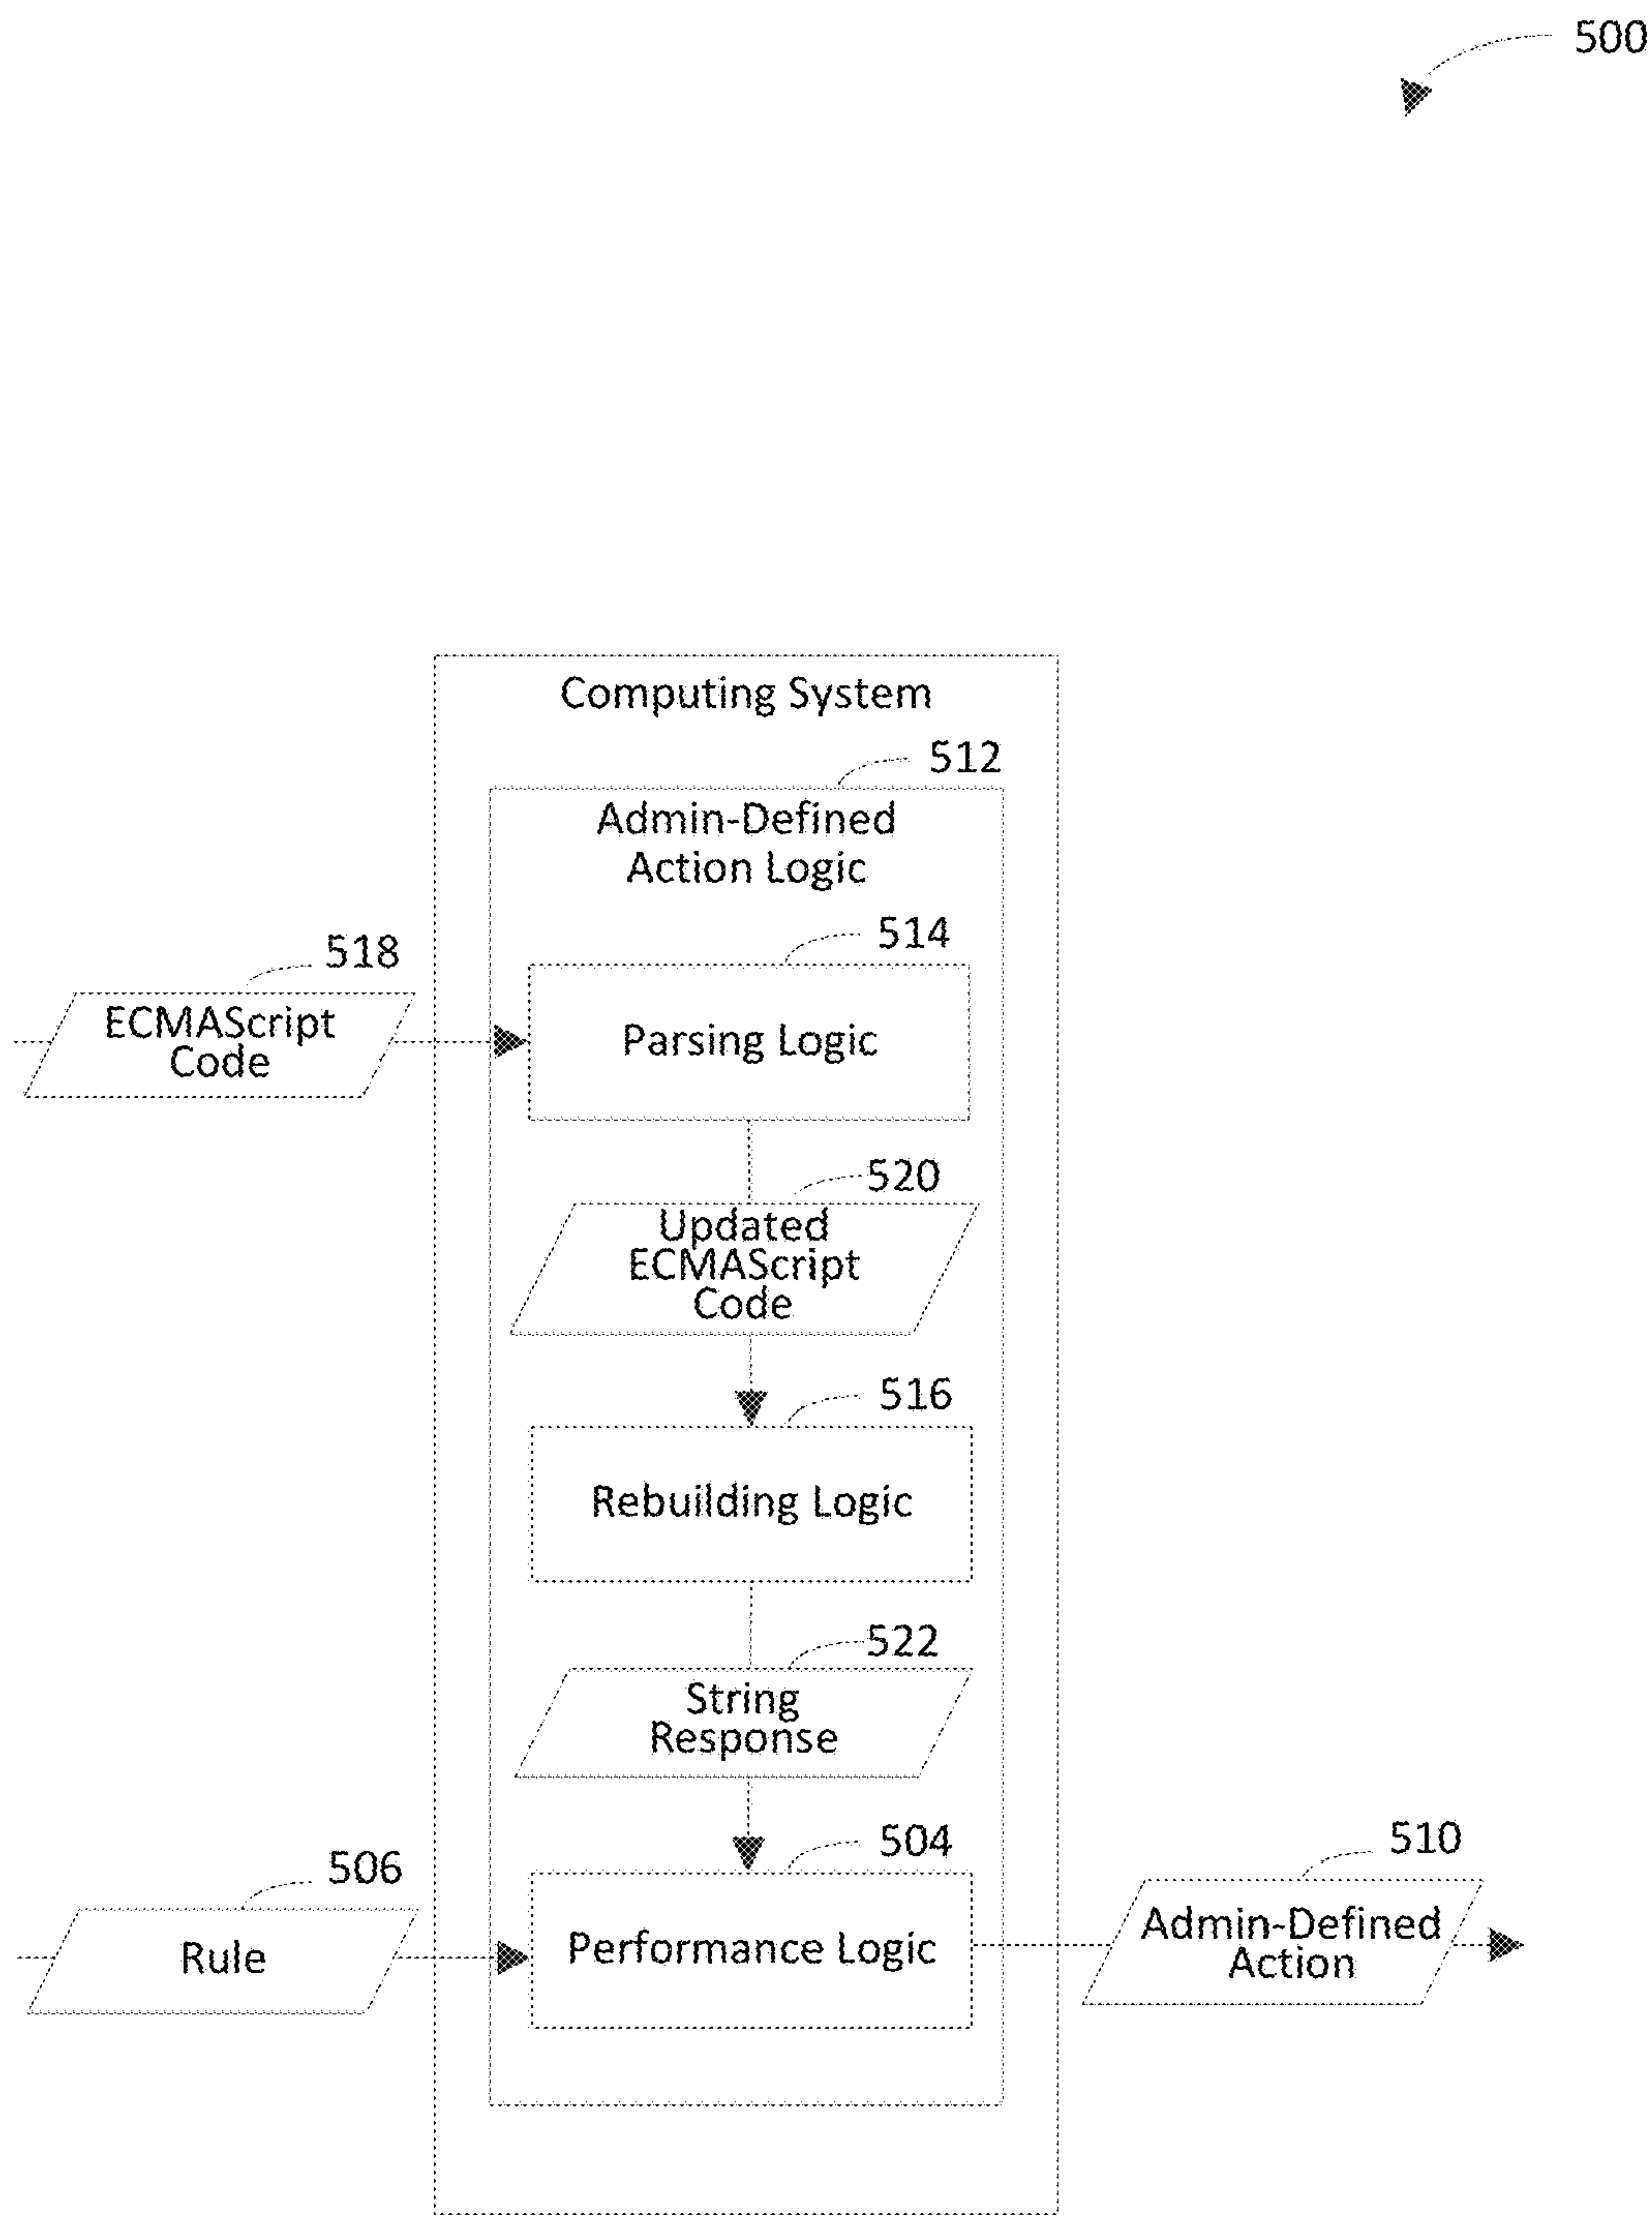 500
Computing System
512
Admin-Defined
Action Logic
514
518
ECMAScript
Code
Parsing Logic
520
Updated
ECMAScript
Code
516
Rebuilding Logic
522
String
Response
504
506
510
Rule
Performance Logic
Admin-Defined
Action